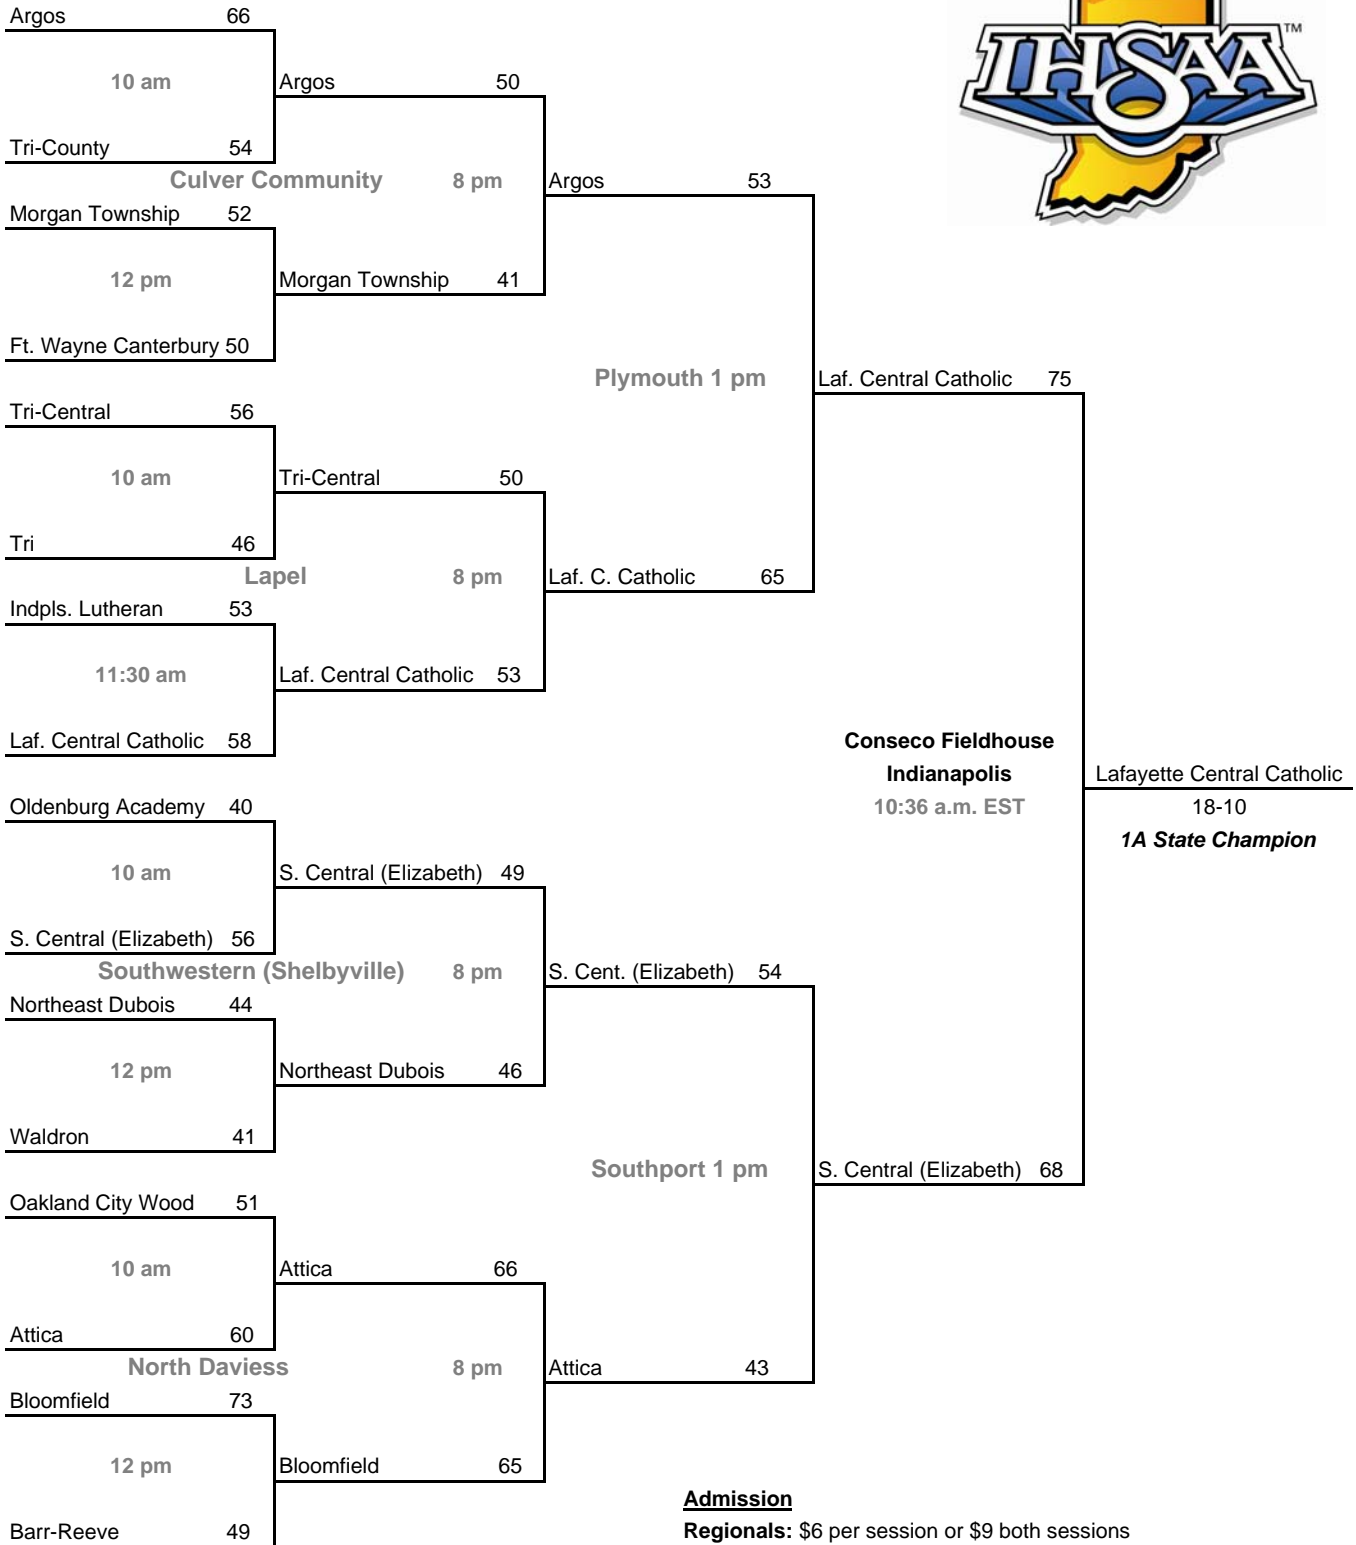 Argos 66
IHSAA™
10 am
Argos 50
Tri-County 54
Culver Community 8 pm
Argos 53
Morgan Township 52
12 pm
Morgan Township 41
Ft. Wayne Canterbury 50
Plymouth 1 pm
Laf. Central Catholic 75
Tri-Central 56
10 am
Tri-Central 50
Tri 46
Lapel 8 pm
Laf. C. Catholic 65
Indpls. Lutheran 53
11:30 am
Laf. Central Catholic 53
Laf. Central Catholic 58
Conseco Fieldhouse
Indianapolis
10:36 a.m. EST
Lafayette Central Catholic
18-10
1A State Champion
Oldenburg Academy 40
10 am
S. Central (Elizabeth) 49
S. Central (Elizabeth) 56
Southwestern (Shelbyville) 8 pm
S. Cent. (Elizabeth) 54
Northeast Dubois 44
12 pm
Northeast Dubois 46
Waldron 41
Southport 1 pm
S. Central (Elizabeth) 68
Oakland City Wood 51
10 am
Attica 66
Attica 60
North Daviess 8 pm
Attica 43
Bloomfield 73
12 pm
Bloomfield 65
Barr-Reeve 49
Admission
Regionals: $6 per session or $9 both sessions